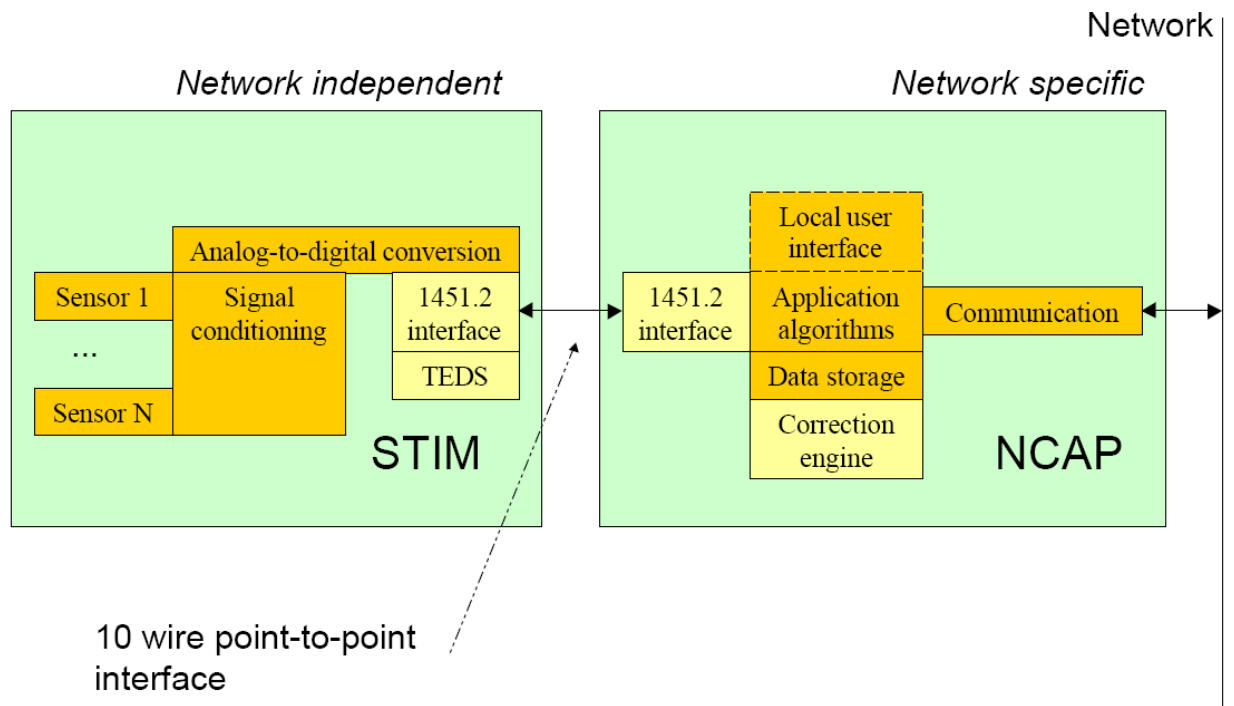 Network
Network independent
Network specific
Analog-to-digital conversion
Sensor 1
...
Sensor N
Signal
conditioning
1451.2
interface
TEDS
STIM
1451.2
interface
Local user
interface
Application
algorithms
Data storage
Correction
engine
Communication
NCAP
10 wire point-to-point
interface